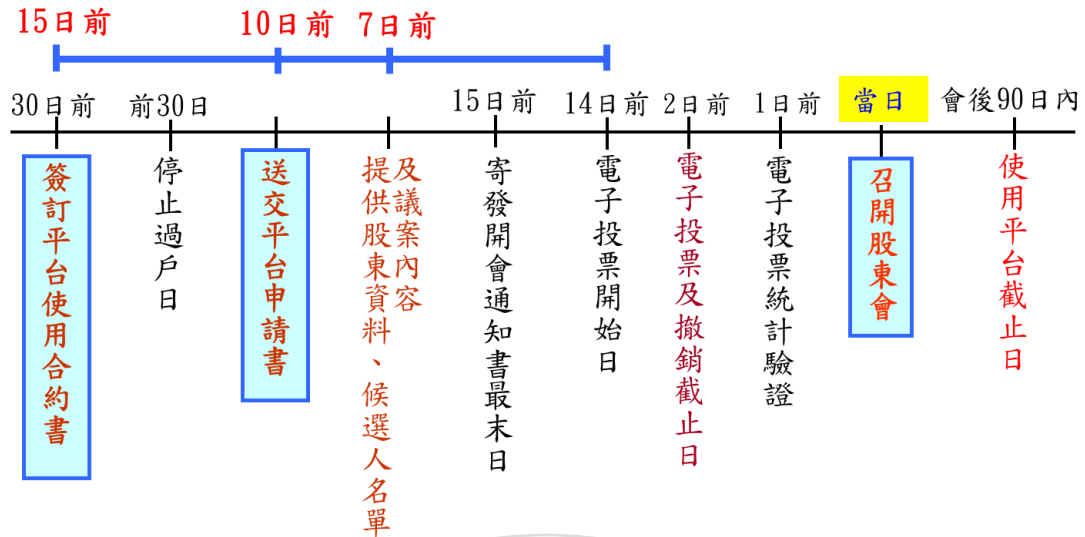 15日前
10日前
7日前
30日前
前30日
15日前
14日前
2日前
1日前
當日
會後90日內
簽訂平台使用合約書
停止過戶日
送交平台申請書
提供股東資料、候選人名單
及議案內容
寄發開會通知書最末日
電子投票開始日
電子投票及撤銷截止日
電子投票統計驗證
召開股東會
使用平台截止日